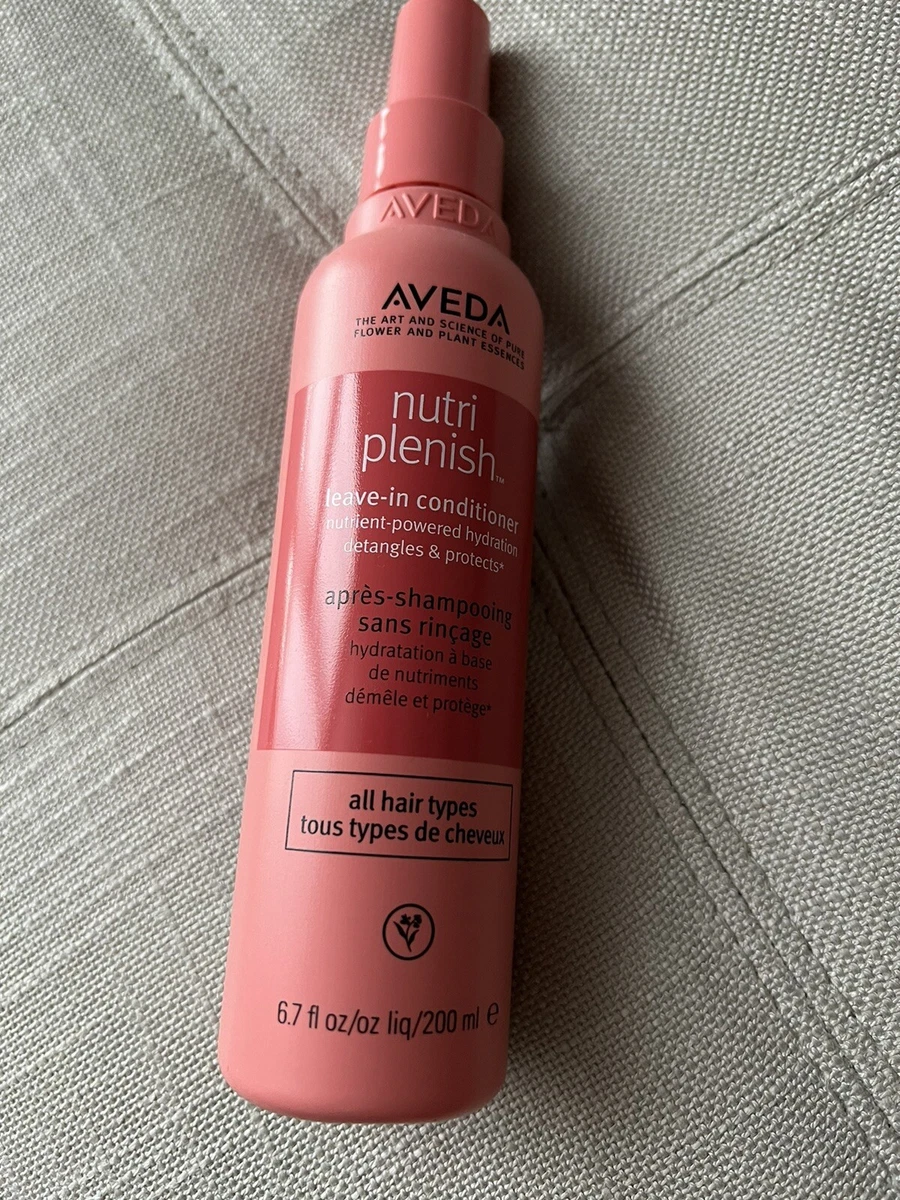 AVEDA
AVEDA
THE ART AND SCIENCE OF PURE
FLOWER AND PLANT ESSENCES
nutri
plenish™
leave-in conditioner
nutrient-powered hydration
detangles & protects*
après-shampooing
sans rinçage
hydratation à base
de nutriments
démêle et protège*
all hair types
tous types de cheveux
6.7 fl oz/oz liq/200 ml ℮